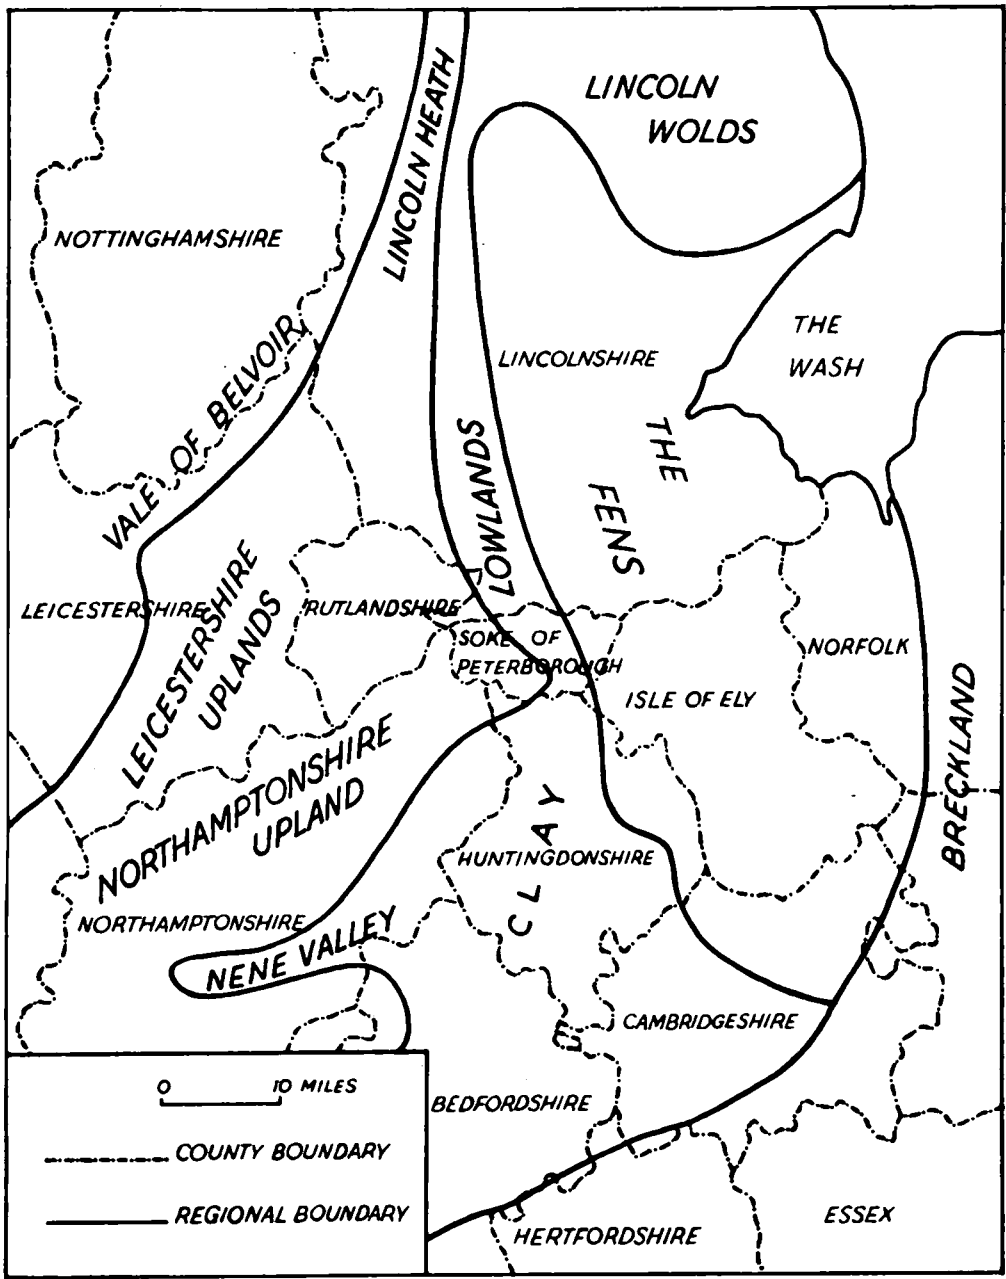 LINCOLN
WOLDS
LINCOLN HEATH
NOTTINGHAMSHIRE
THE
WASH
VALE OF BELVOIR
LINCOLNSHIRE
THE
FENS
LOWLANDS
LEICESTERSHIRE
LEICESTERSHIRE
UPLANDS
RUTLANDSHIRE
SOKE OF
PETERBOROUGH
NORFOLK
ISLE OF ELY
BRECKLAND
NORTHAMPTONSHIRE
UPLAND
CLAY
HUNTINGDONSHIRE
NORTHAMPTONSHIRE
NENE VALLEY
CAMBRIDGESHIRE
BEDFORDSHIRE
HERTFORDSHIRE
ESSEX
0 10 MILES
COUNTY BOUNDARY
REGIONAL BOUNDARY